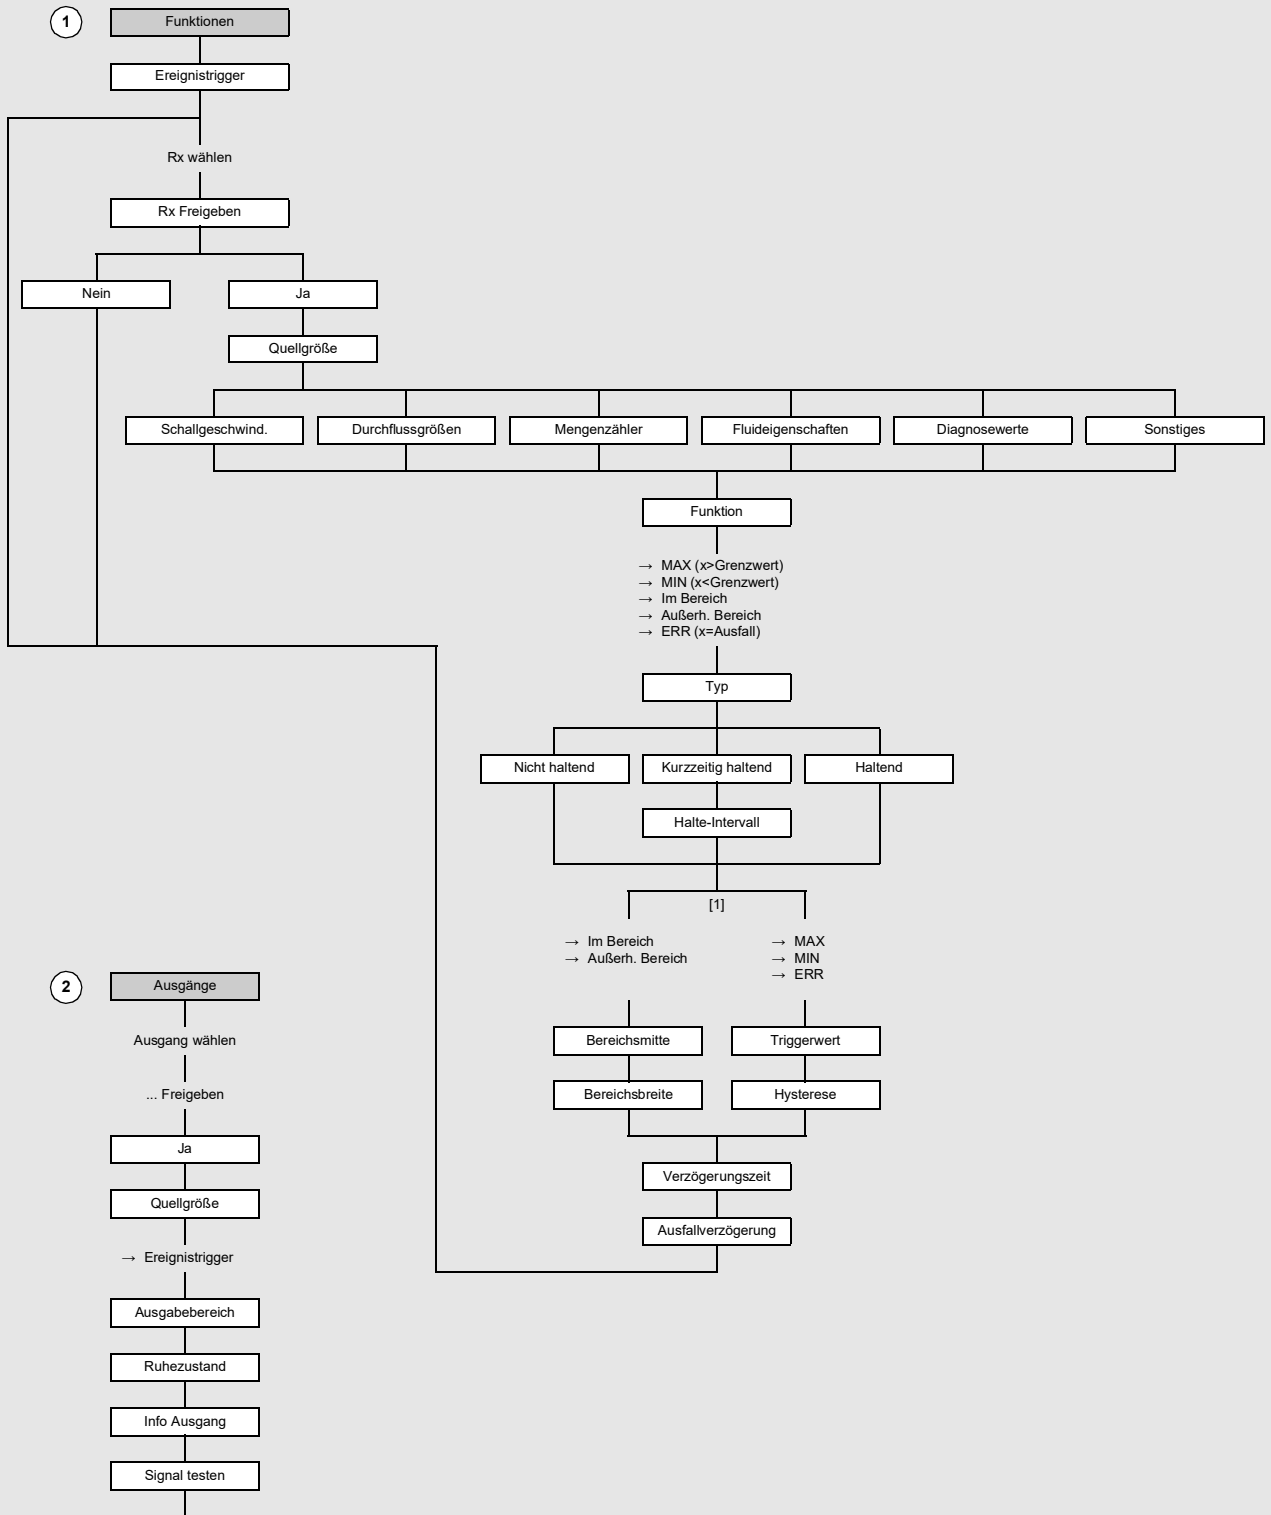 1
Funktionen
Ereignistrigger
Rx wählen
Rx Freigeben
Nein
Ja
Quellgröße
Schallgeschwind.
Durchflussgrößen
Mengenzähler
Fluideigenschaften
Diagnosewerte
Sonstiges
Funktion
→ MAX (x>Grenzwert)
→ MIN (x<Grenzwert)
→ Im Bereich
→ Außerh. Bereich
→ ERR (x=Ausfall)
Typ
Nicht haltend
Kurzzeitig haltend
Haltend
Halte-Intervall
[1]
→ Im Bereich
→ Außerh. Bereich
→ MAX
→ MIN
→ ERR
Bereichsmitte
Triggerwert
Bereichsbreite
Hysterese
Verzögerungszeit
Ausfallverzögerung
2
Ausgänge
Ausgang wählen
... Freigeben
Ja
Quellgröße
→ Ereignistrigger
Ausgabebereich
Ruhezustand
Info Ausgang
Signal testen